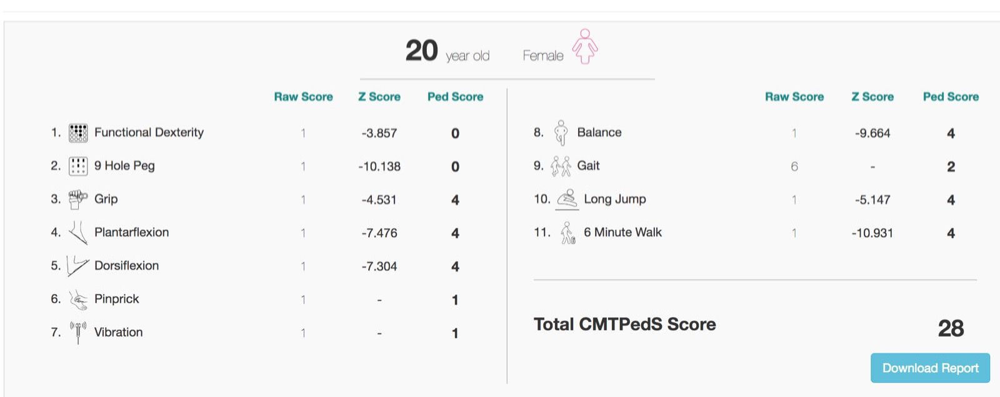 20 year old Female
Raw Score Z Score Ped Score
1. Functional Dexterity 1 -3.857 0
2. 9 Hole Peg 1 -10.138 0
3. Grip 1 -4.531 4
4. Plantarflexion 1 -7.476 4
5. Dorsiflexion 1 -7.304 4
6. Pinprick 1 - 1
7. Vibration 1 - 1
Raw Score Z Score Ped Score
8. Balance 1 -9.664 4
9. Gait 6 - 2
10. Long Jump 1 -5.147 4
11. 6 Minute Walk 1 -10.931 4
Total CMTPedS Score 28
Download Report